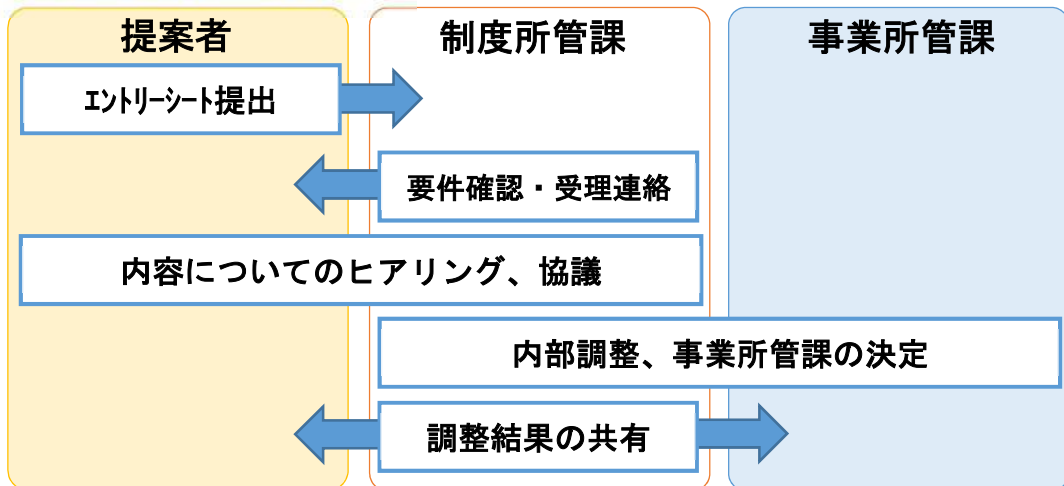 提案者
制度所管課
事業所管課
エントリーシート提出
要件確認・受理連絡
内容についてのヒアリング、協議
内部調整、事業所管課の決定
調整結果の共有